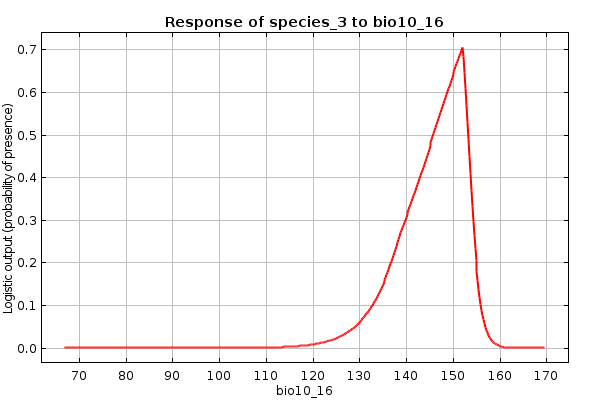 Response of species_3 to bio10_16
Logistic output (probability of presence)
0.7
0.6
0.5
0.4
0.3
0.2
0.1
0.0
70 80 90 100 110 120 130 140 150 160 170
bio10_16